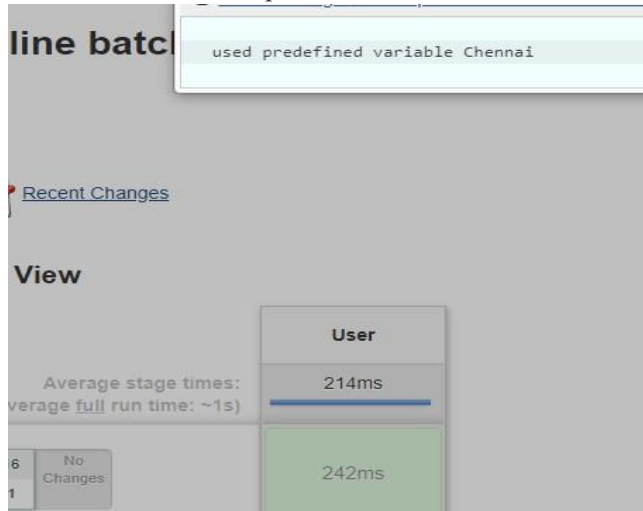 line batc
used predefined variable Chennai
Recent Changes
View
User
Average stage times:
214ms
verage full run time: ~1s)
6
No
Changes
1
242ms